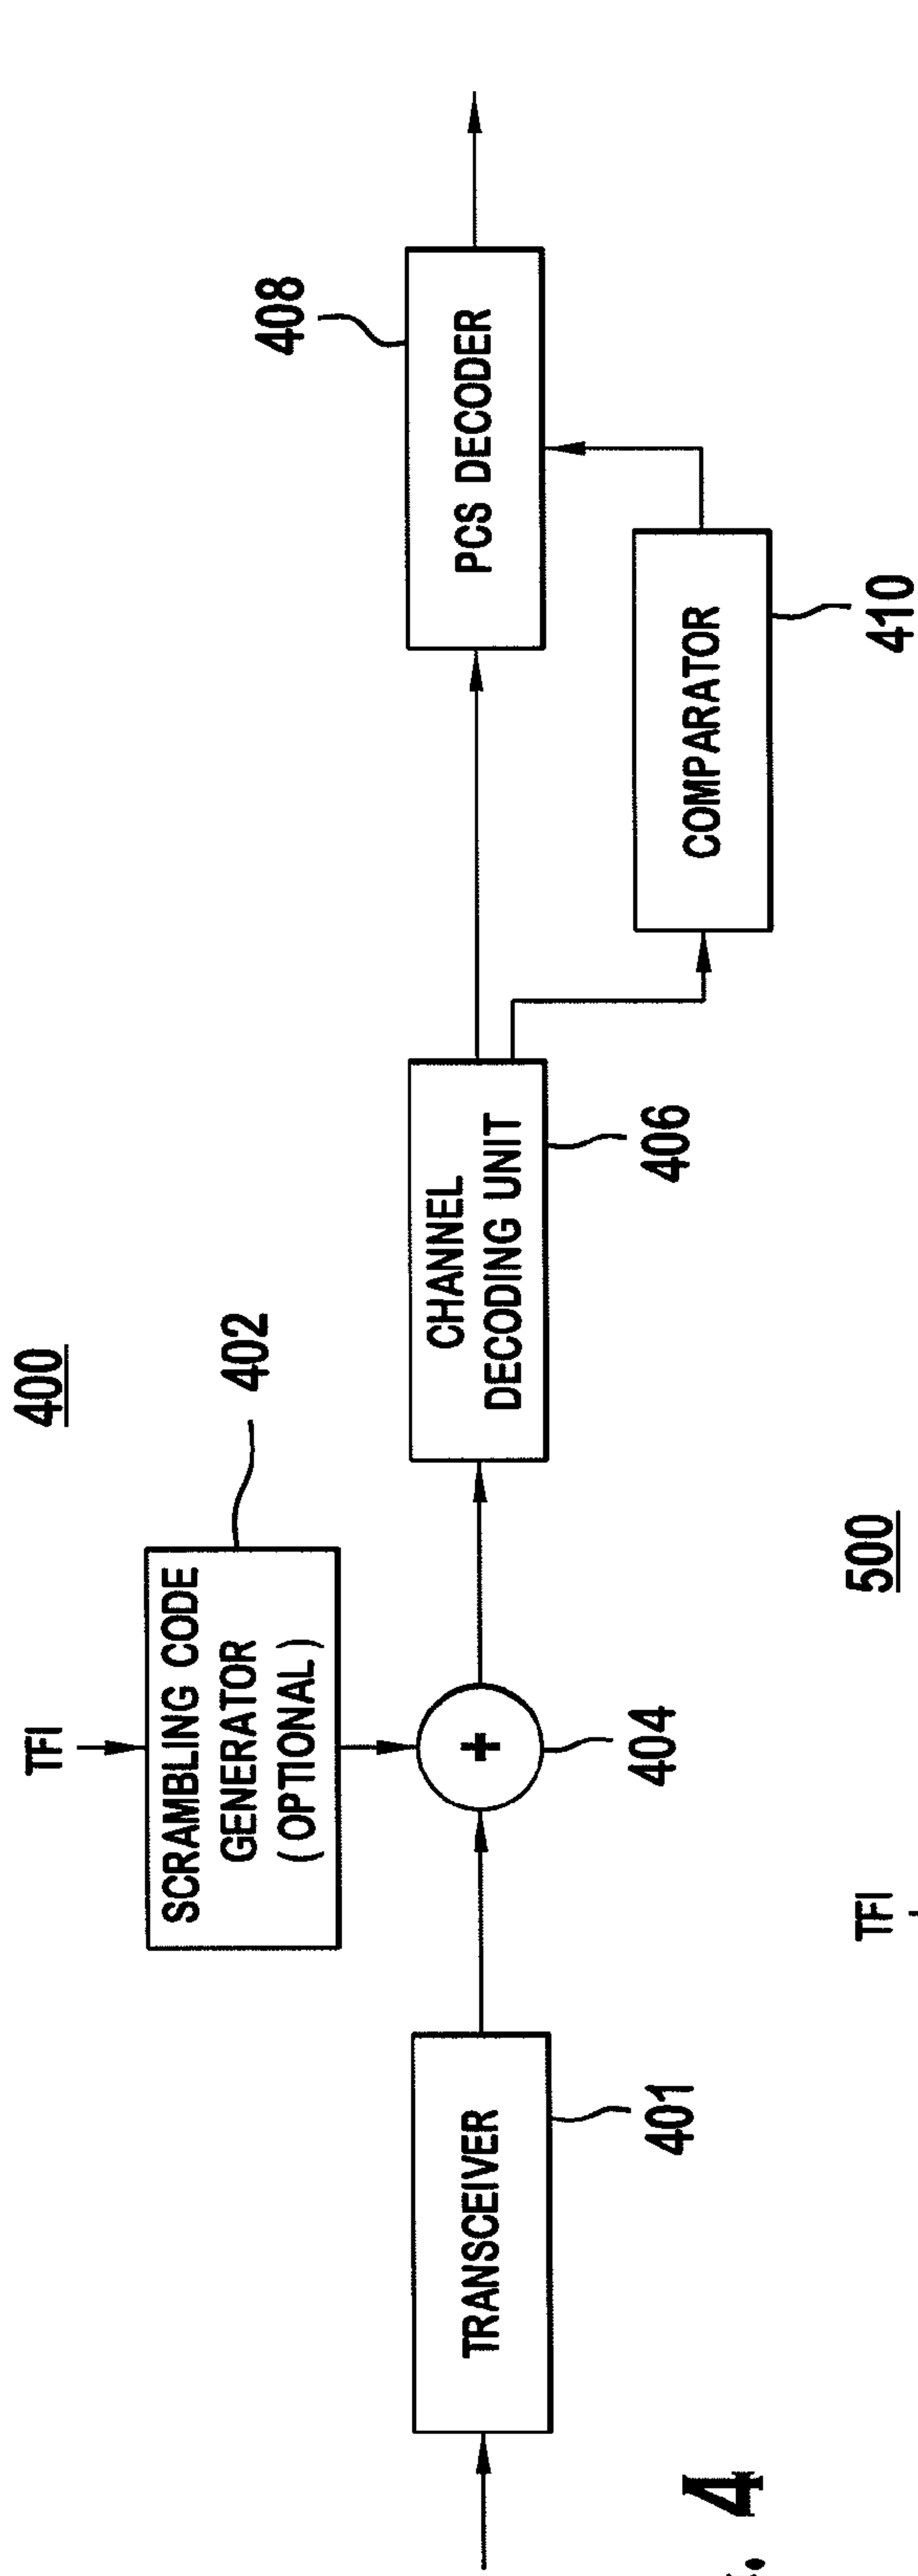 400
TFI
SCRAMBLING CODE
GENERATOR
(OPTIONAL)
402
408
TRANSCEIVER
401
+
404
CHANNEL
DECODING UNIT
406
PCS DECODER
COMPARATOR
410
. 4
500
TFI